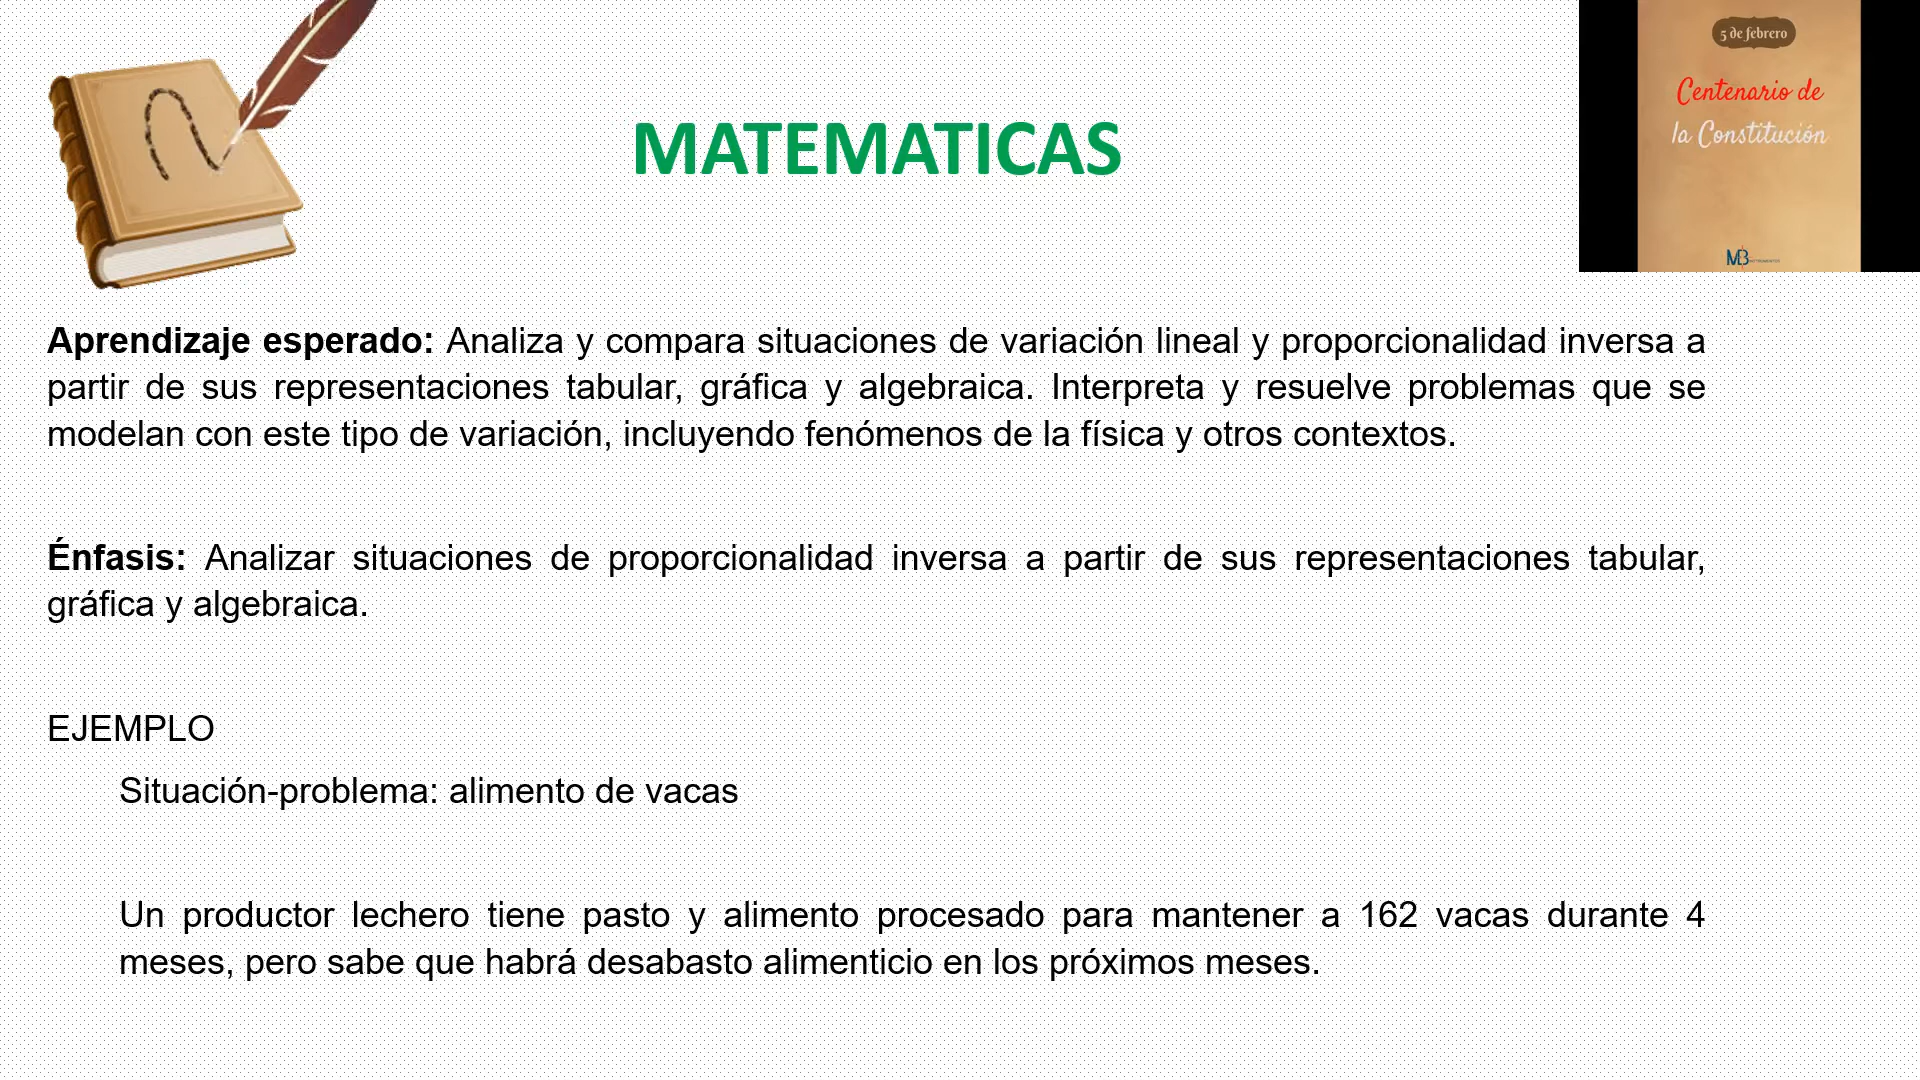 MATEMATICAS
5 de febrero
Centenario de
la Constitución
MB
Aprendizaje esperado: Analiza y compara situaciones de variación lineal y proporcionalidad inversa a
partir de sus representaciones tabular, gráfica y algebraica. Interpreta y resuelve problemas que se
modelan con este tipo de variación, incluyendo fenómenos de la física y otros contextos.
Énfasis: Analizar situaciones de proporcionalidad inversa a partir de sus representaciones tabular,
gráfica y algebraica.
EJEMPLO
Situación-problema: alimento de vacas
Un productor lechero tiene pasto y alimento procesado para mantener a 162 vacas durante 4
meses, pero sabe que habrá desabasto alimenticio en los próximos meses.